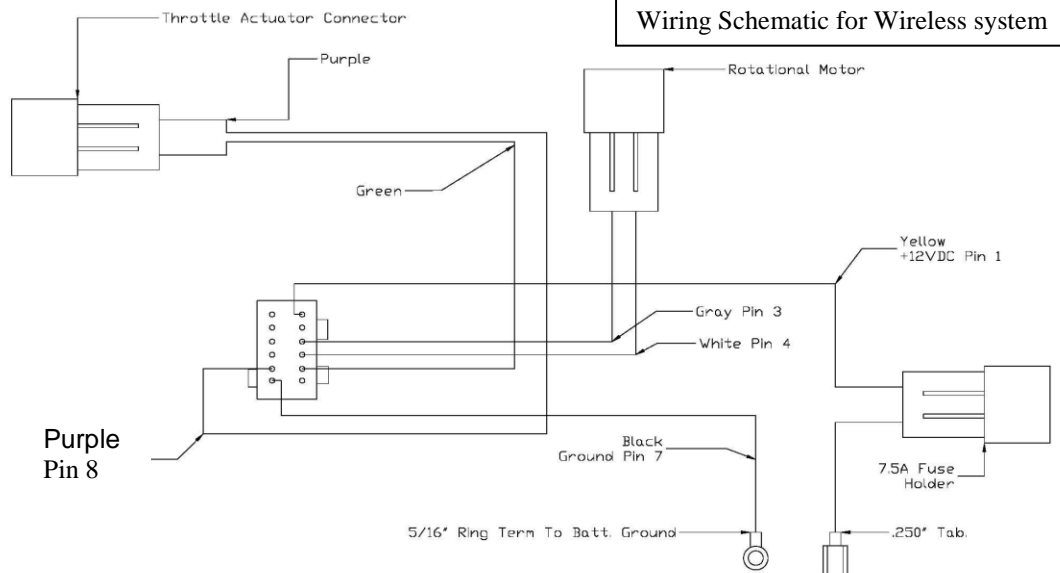 Wiring Schematic for Wireless system
Throttle Actuator Connector
Purple
Rotational Motor
Green
Yellow
+12VDC Pin 1
Gray Pin 3
White Pin 4
Purple
Pin 8
Black
Ground Pin 7
7.5A Fuse
Holder
5/16" Ring Term To Batt. Ground
.250" Tab.